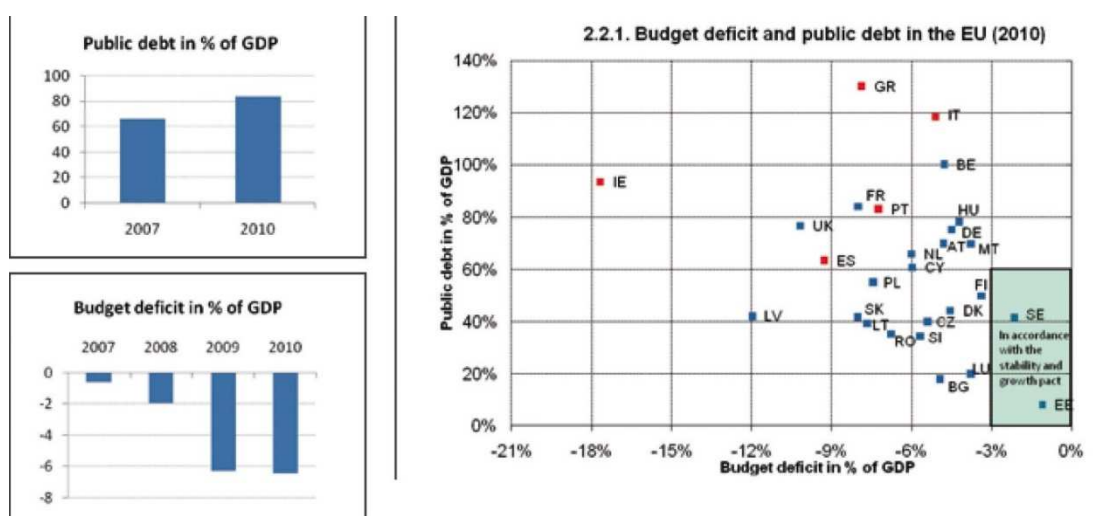 Public debt in % of GDP
100
80
60
40
20
0
2007 2010
Budget deficit in % of GDP
2007 2008 2009 2010
0
-2
-4
-6
-8
2.2.1. Budget deficit and public debt in the EU (2010)
Public debt in % of GDP
140%
120%
100%
80%
60%
40%
20%
0%
GR
IT
BE
IE
FR
PT
HU
UK
DE
AT
MT
NL
ES
CY
PL
FI
SK
DK
SE
LV
LT
CZ
RO
SI
In accordance
with the
stability and
growth pact
LU
BG
EE
-21% -18% -15% -12% -9% -6% -3% 0%
Budget deficit in % of GDP